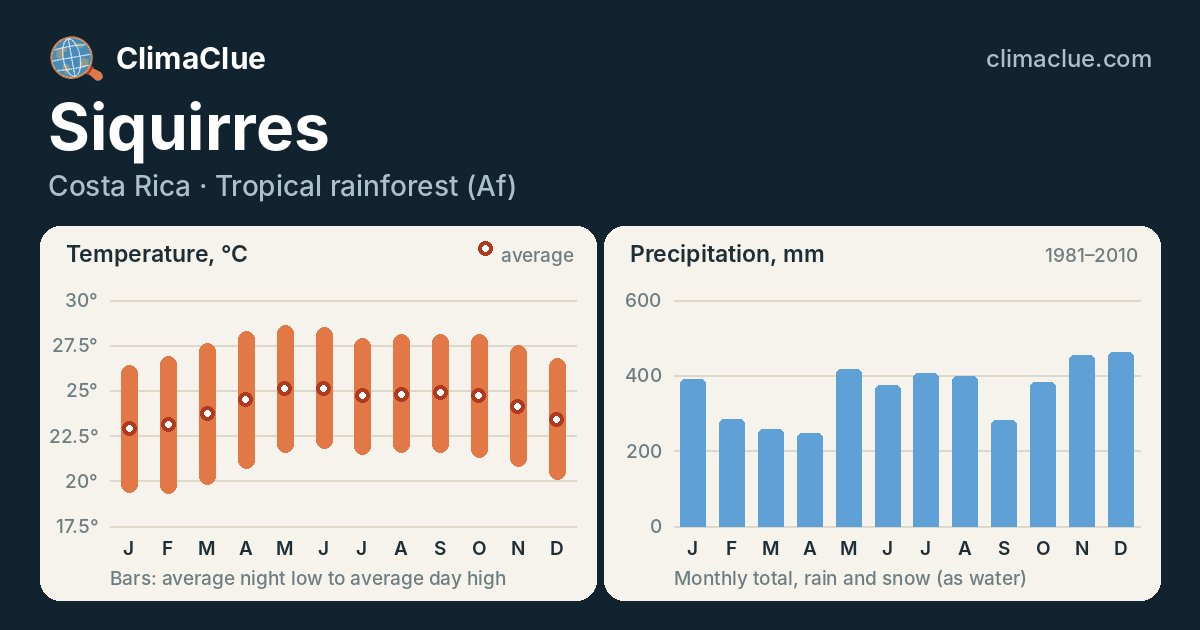 ClimaClue
climaclue.com
Siquirres
Costa Rica · Tropical rainforest (Af)
Temperature, °C
average
30°
27.5°
25°
22.5°
20°
17.5°
J F M A M J J A S O N D
Bars: average night low to average day high
Precipitation, mm
1981–2010
600
400
200
0
J F M A M J J A S O N D
Monthly total, rain and snow (as water)